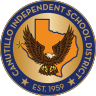 CANUTILLO INDEPENDENT SCHOOL DISTRICT
EST. 1959